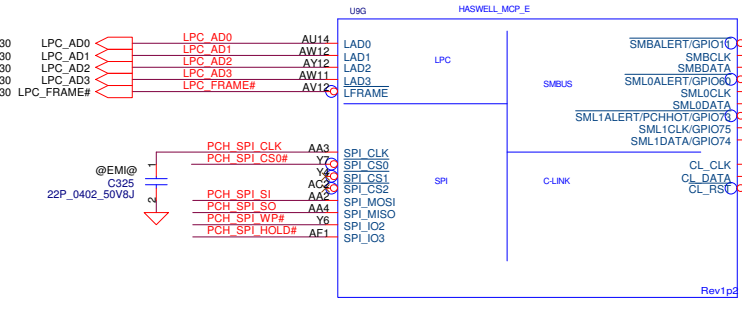 U9G
HASWELL_MCP_E
30 LPC_AD0 LPC_AD0 AU14 LAD0
30 LPC_AD1 LPC_AD1 AW12 LAD1
30 LPC_AD2 LPC_AD2 AY12 LAD2
30 LPC_AD3 LPC_AD3 AW11 LAD3
30 LPC_FRAME# LPC_FRAME# AV12 LFRAME
LPC
SMBUS
SMBALERT/GPIO11
SMBCLK
SMBDATA
SML0ALERT/GPIO60
SML0CLK
SML0DATA
SML1ALERT/PCHHOT/GPIO73
SML1CLK/GPIO75
SML1DATA/GPIO74
PCH_SPI_CLK AA3 SPI_CLK
PCH_SPI_CS0# Y7 SPI_CS0
Y4 SPI_CS1
AC2 SPI_CS2
PCH_SPI_SI AA2 SPI_MOSI
PCH_SPI_SO AA4 SPI_MISO
PCH_SPI_WP# Y6 SPI_IO2
PCH_SPI_HOLD# AF1 SPI_IO3
SPI
C-LINK
CL_CLK
CL_DATA
CL_RST
@EMI@
C325
22P_0402_50V8J
1
2
Rev1p2